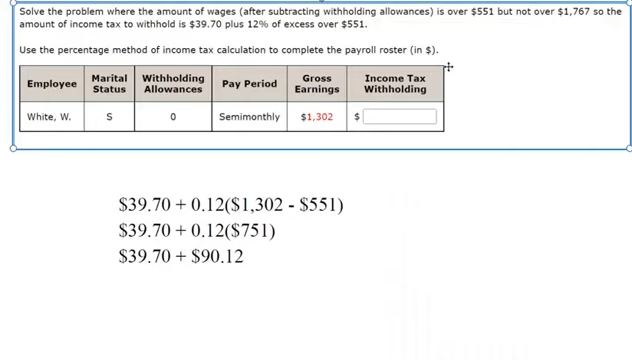 Solve the problem where the amount of wages (after subtracting withholding allowances) is over $551 but not over $1,767 so the
amount of income tax to withhold is $39.70 plus 12% of excess over $551.
Use the percentage method of income tax calculation to complete the payroll roster (in $).
Employee Marital Status Withholding Allowances Pay Period Gross Earnings Income Tax Withholding
White, W. S 0 Semimonthly $1,302 $
$39.70 + 0.12($1,302 - $551)
$39.70 + 0.12($751)
$39.70 + $90.12